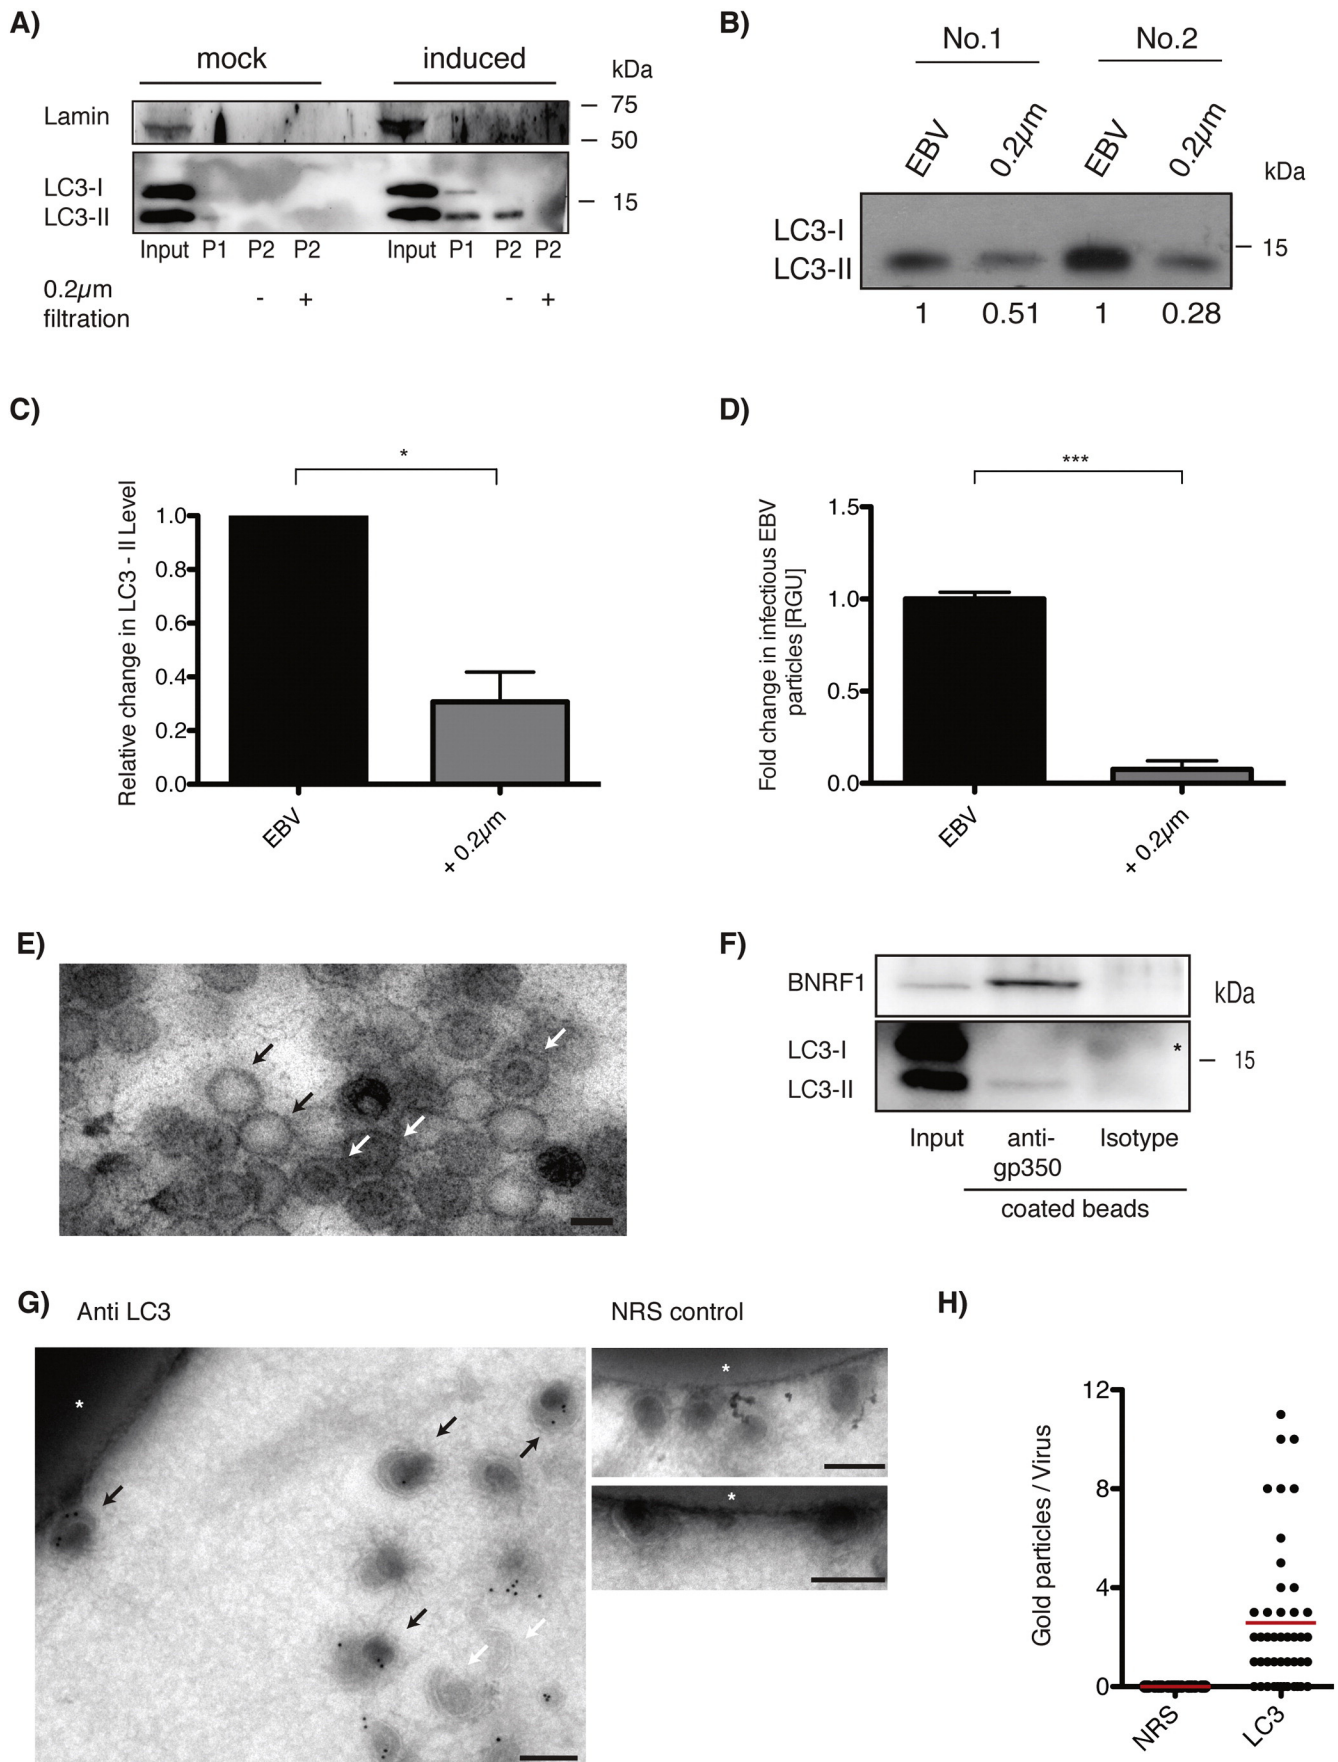 A)
mock
induced
kDa
Lamin
75
50
LC3-I
LC3-II
15
Input P1 P2 P2 Input P1 P2 P2
0.2µm
filtration
- + - +
B)
No.1
No.2
EBV
0.2µm
EBV
0.2µm
kDa
LC3-I
LC3-II
15
1 0.51 1 0.28
C)
*
Relative change in LC3 - II Level
1.0
0.8
0.6
0.4
0.2
0.0
EBV
+ 0.2µm
D)
***
Fold change in infectious EBV
particles [RGU]
1.5
1.0
0.5
0.0
EBV
+ 0.2µm
E)
F)
BNRF1
kDa
LC3-I
LC3-II
*
15
Input
anti-
gp350
Isotype
coated beads
G)
Anti LC3
NRS control
*
*
*
H)
Gold particles / Virus
12
8
4
0
NRS
LC3